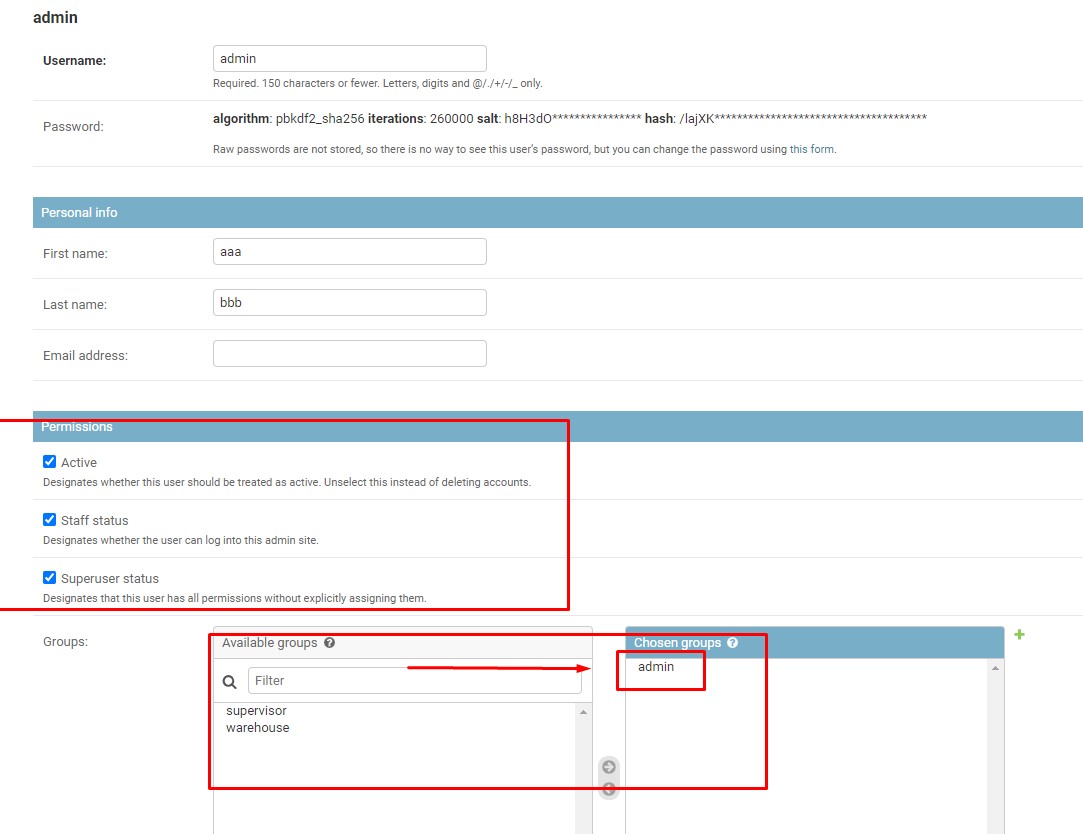 admin
Username:
admin
Required. 150 characters or fewer. Letters, digits and @/./+/-/_ only.
Password:
algorithm: pbkdf2_sha256 iterations: 260000 salt: h8H3dO**************** hash: /lajXK**************************************
Raw passwords are not stored, so there is no way to see this user's password, but you can change the password using this form.
Personal info
First name:
aaa
Last name:
bbb
Email address:
Permissions
Active
Designates whether this user should be treated as active. Unselect this instead of deleting accounts.
Staff status
Designates whether the user can log into this admin site.
Superuser status
Designates that this user has all permissions without explicitly assigning them.
Groups:
Available groups
Filter
supervisor
warehouse
Chosen groups
admin